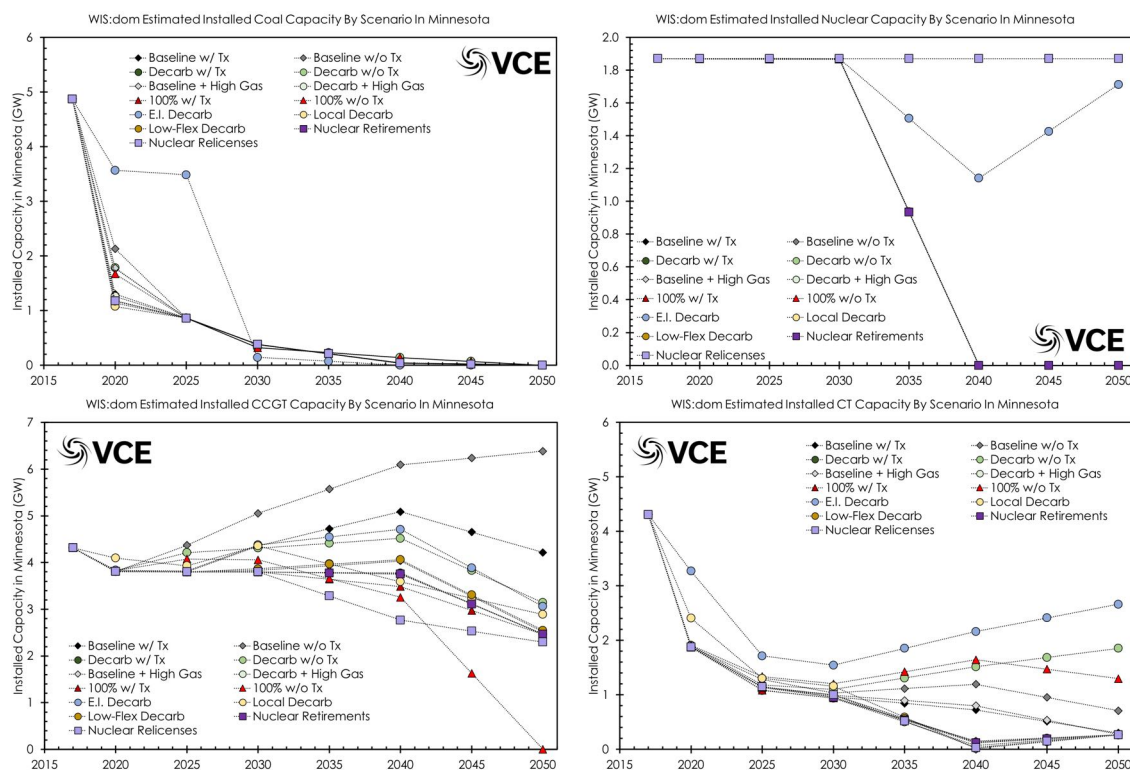 WIS:dom Estimated Installed Coal Capacity By Scenario In Minnesota
Installed Capacity in Minnesota (GW)
6
5
4
3
2
1
0
Baseline w/ Tx
Baseline w/o Tx
Decarb w/ Tx
Decarb w/o Tx
Baseline + High Gas
Decarb + High Gas
100% w/ Tx
100% w/o Tx
E.I. Decarb
Local Decarb
Low-Flex Decarb
Nuclear Retirements
Nuclear Relicenses
VCE
2015 2020 2025 2030 2035 2040 2045 2050
WIS:dom Estimated Installed Nuclear Capacity By Scenario In Minnesota
Installed Capacity in Minnesota (GW)
2.0
1.8
1.6
1.4
1.2
1.0
0.8
0.6
0.4
0.2
0.0
Baseline w/ Tx
Baseline w/o Tx
Decarb w/ Tx
Decarb w/o Tx
Baseline + High Gas
Decarb + High Gas
100% w/ Tx
100% w/o Tx
E.I. Decarb
Local Decarb
Low-Flex Decarb
Nuclear Retirements
Nuclear Relicenses
VCE
2015 2020 2025 2030 2035 2040 2045 2050
WIS:dom Estimated Installed CCGT Capacity By Scenario In Minnesota
Installed Capacity in Minnesota (GW)
7
6
5
4
3
2
1
0
VCE
Baseline w/ Tx
Baseline w/o Tx
Decarb w/ Tx
Decarb w/o Tx
Baseline + High Gas
Decarb + High Gas
100% w/ Tx
100% w/o Tx
E.I. Decarb
Local Decarb
Low-Flex Decarb
Nuclear Retirements
Nuclear Relicenses
2015 2020 2025 2030 2035 2040 2045 2050
WIS:dom Estimated Installed CT Capacity By Scenario In Minnesota
Installed Capacity in Minnesota (GW)
6
5
4
3
2
1
0
VCE
Baseline w/ Tx
Baseline w/o Tx
Decarb w/ Tx
Decarb w/o Tx
Baseline + High Gas
Decarb + High Gas
100% w/ Tx
100% w/o Tx
E.I. Decarb
Local Decarb
Low-Flex Decarb
Nuclear Retirements
Nuclear Relicenses
2015 2020 2025 2030 2035 2040 2045 2050